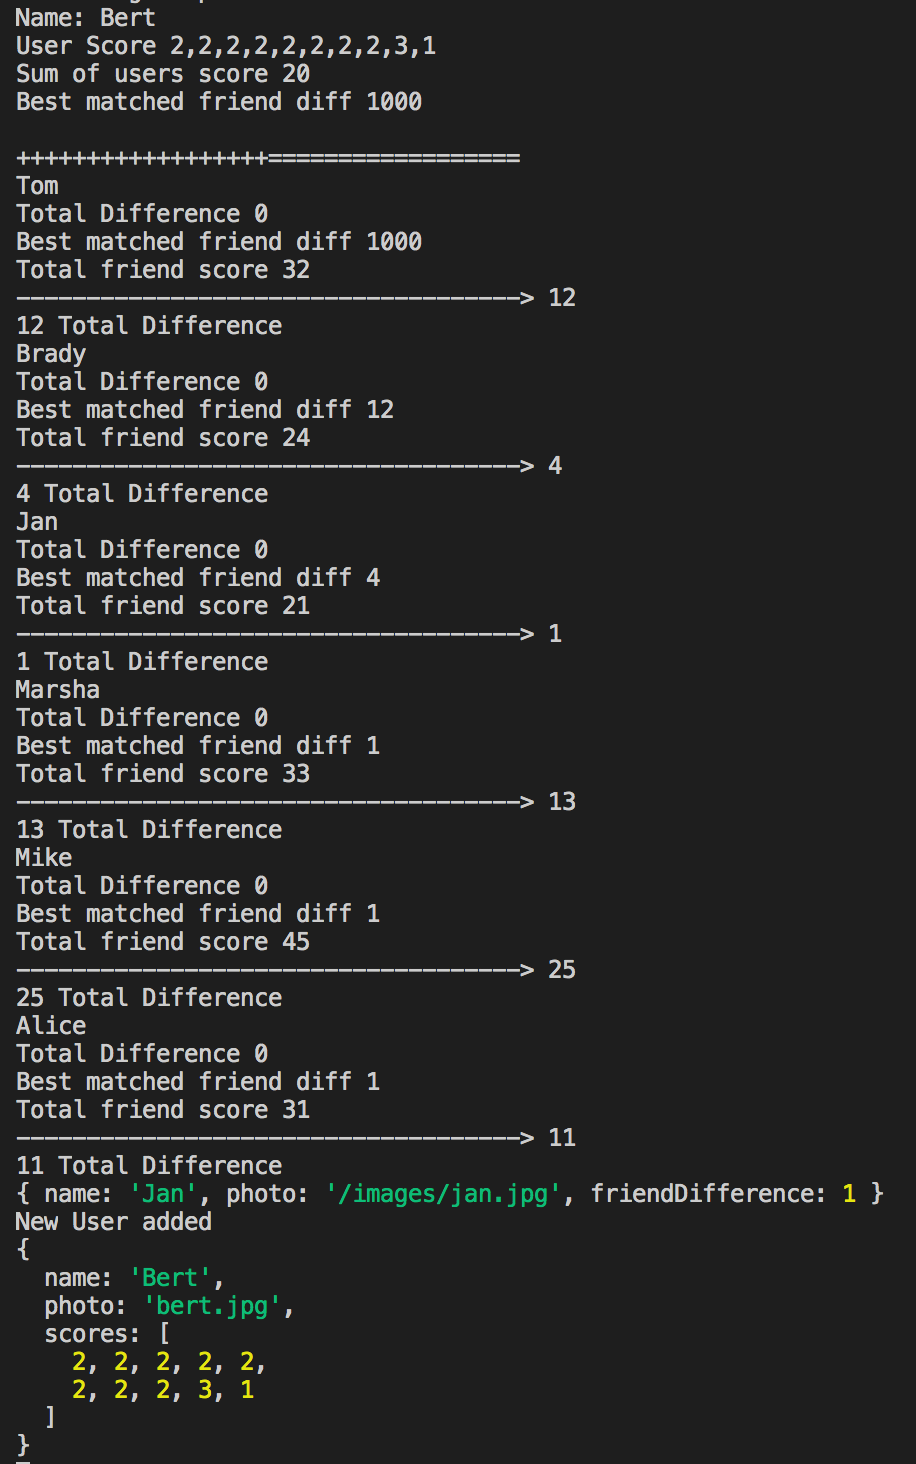 Name: Bert
User Score 2,2,2,2,2,2,2,2,3,1
Sum of users score 20
Best matched friend diff 1000
++++++++++++++++++==================
Tom
Total Difference 0
Best matched friend diff 1000
Total friend score 32
------------------------------------> 12
12 Total Difference
Brady
Total Difference 0
Best matched friend diff 12
Total friend score 24
------------------------------------> 4
4 Total Difference
Jan
Total Difference 0
Best matched friend diff 4
Total friend score 21
------------------------------------> 1
1 Total Difference
Marsha
Total Difference 0
Best matched friend diff 1
Total friend score 33
------------------------------------> 13
13 Total Difference
Mike
Total Difference 0
Best matched friend diff 1
Total friend score 45
------------------------------------> 25
25 Total Difference
Alice
Total Difference 0
Best matched friend diff 1
Total friend score 31
------------------------------------> 11
11 Total Difference
{ name: 'Jan', photo: '/images/jan.jpg', friendDifference: 1 }
New User added
{
  name: 'Bert',
  photo: 'bert.jpg',
  scores: [
    2, 2, 2, 2, 2,
    2, 2, 2, 3, 1
  ]
}